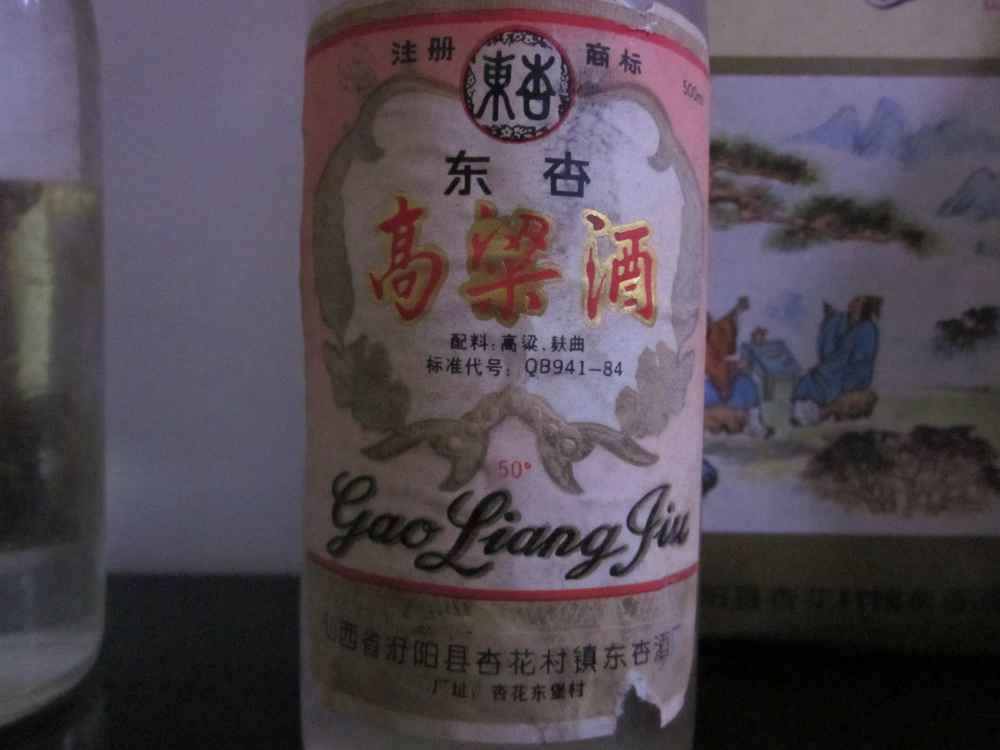 注册 商标
東杏
500ml
东杏
高粱酒
配料:高粱、麸曲
标准代号:QB941-84
50°
Gao Liang Jiu
山西省汾阳县杏花村镇东杏酒厂
厂址:杏花东堡村